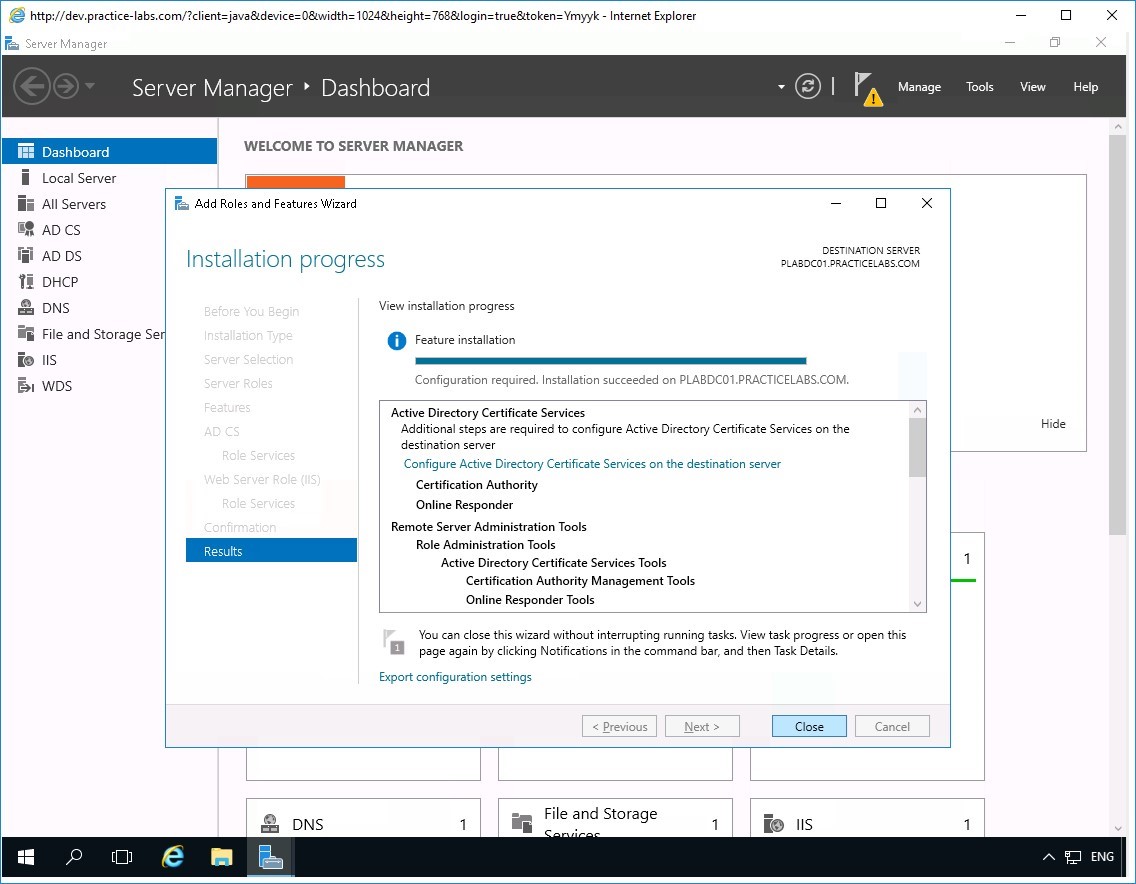 http://dev.practice-labs.com/?client=java&device=0&width=1024&height=768&login=true&token=Ymyyk - Internet Explorer
Server Manager
Server Manager
Dashboard
Manage
Tools
View
Help
Dashboard
Local Server
All Servers
AD CS
AD DS
DHCP
DNS
File and Storage Ser
IIS
WDS
WELCOME TO SERVER MANAGER
Add Roles and Features Wizard
Installation progress
DESTINATION SERVER
PLABDC01.PRACTICELABS.COM
Before You Begin
Installation Type
Server Selection
Server Roles
Features
AD CS
Role Services
Web Server Role (IIS)
Role Services
Confirmation
Results
View installation progress
Feature installation
Configuration required. Installation succeeded on PLABDC01.PRACTICELABS.COM.
Active Directory Certificate Services
Additional steps are required to configure Active Directory Certificate Services on the
destination server
Configure Active Directory Certificate Services on the destination server
Certification Authority
Online Responder
Remote Server Administration Tools
Role Administration Tools
Active Directory Certificate Services Tools
Certification Authority Management Tools
Online Responder Tools
1
You can close this wizard without interrupting running tasks. View task progress or open this
page again by clicking Notifications in the command bar, and then Task Details.
Export configuration settings
< Previous
Next >
Close
Cancel
Hide
1
DNS 1
File and Storage
Services
1
IIS 1
ENG